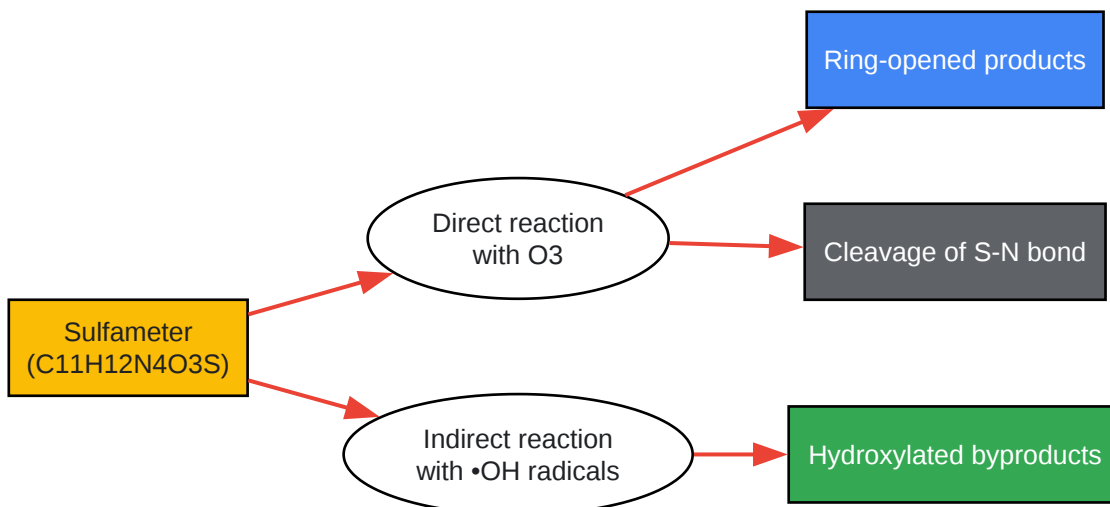 Ring-opened products
Direct reaction
with O3
Cleavage of S-N bond
Sulfameter
(C11H12N4O3S)
Indirect reaction
with •OH radicals
Hydroxylated byproducts